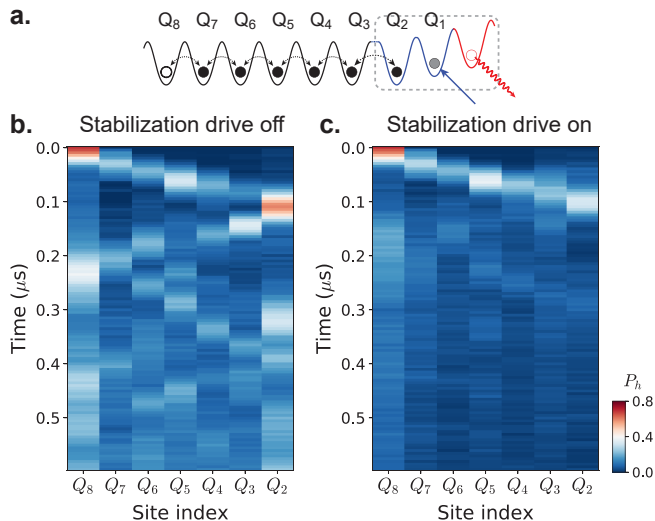 a.
Q8 Q7 Q6 Q5 Q4 Q3 Q2 Q1
b. Stabilization drive off
c. Stabilization drive on
0.0
0.1
0.2
0.3
0.4
0.5
Time (μs)
Q8 Q7 Q6 Q5 Q4 Q3 Q2
Site index
0.0
0.1
0.2
0.3
0.4
0.5
Time (μs)
Q8 Q7 Q6 Q5 Q4 Q3 Q2
Site index
Ph
0.8
0.4
0.0